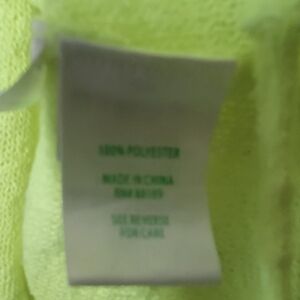 100% POLYESTER
MADE IN CHINA
SEE REVERSE
FOR CARE